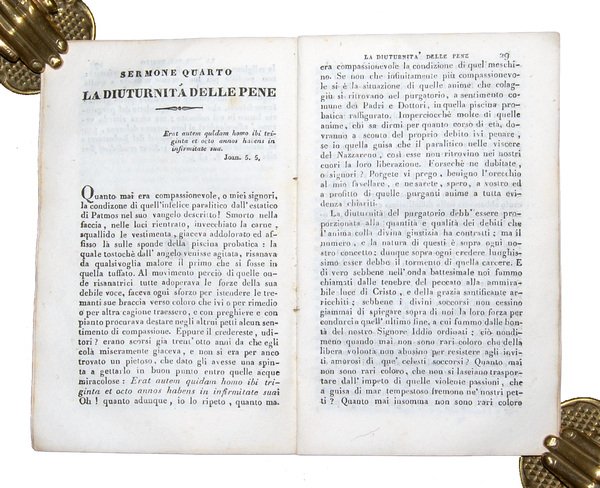 SERMONE QUARTO
LA DIUTURNITÀ DELLE PENE
Erat autem quidam homo ibi tri-
ginta et octo annos habens in
infirmitate sua.
Joan. 5. 5.
Quanto mai era compassionevole, o miei signori,
la condizione di quell'infelice paralitico dall'estatico
di Patmos nel suo vangelo descritto! Smorto nella
faccia, nelle luci rientrato, invecchiato la carne,
squallido le vestimenta, giaceva addolorato ed af-
fisso là sulle sponde della piscina probatica: la
quale tostochè dall'angelo venisse agitata, risanava
da qualsivoglia malore il primo che si fosse in
quella tuffato. Al movimento perciò di quelle on-
de risanatrici tutte adoperava le forze della sua
debile voce, faceva ogni sforzo per istendere le tre-
manti sue braccia verso coloro che ivi o per rimedio
o per altra cagione traessero, e con preghiere e con
pianto procurava destare negli altrui petti alcun sen-
timento di compassione. Eppure il credereste, udi-
tori? erano scorsi gia trent'otto anni da che egli
colà miseramente giaceva, e non si era per anco
trovato un pietoso, che dato gli avesse una spin-
ta a gettarlo in buon punto entro quelle acque
miracolose: Erat autem quidam homo ibi tri-
ginta et octo annos habens in infirmitate sua:
Oh! quanto adunque, io lo ripeto, quanto ma.
LA DIUTURNITA' DELLE PENE 29
era compassionevole la condizione di quel meschi-
no. Se non che infinitamente più compassionevo-
le si è la situazione di quelle anime che colag-
giù si ritrovano nel purgatorio, a sentimento co-
mune dei Padri e Dottori, in quella piscina pro-
batica raffigurato. Imperciocchè molte di quelle
anime, chi sa dirmi per quanto corso di età, do-
vranno a sconto del proprio debito ivi penare,
se in quella guisa che il paralitico nelle viscere
del Nazzareno, così esse non ritrovino nei nostri
cuori la loro liberazione. Forsechè ne dubitate,
o signori? Porgete vi prego, benigno l'orecchio
al mio favellare, e ne sarete, spero, a vostro ed
a profitto di quelle purganti anime a tutta evi-
denza chiariti.
La diuturnità del purgatorio debb'essere pro-
porzionata alla quantità e qualità dei debiti che
l'anima colla divina giustizia ha contratti; ma il
numero, e la natura di questi è sopra ogni no-
stro concetto; dunque sopra ogni credere lunghis-
simo esser debbe il tormento di quella carcere. E
di vero sebbene nell'onda battesimale noi fummo
chiamati dalle tenebre del peccato alla ammira-
bile luce di Cristo, e della grazia santificante ar-
ricchiti; sebbene i divini soccorsi non cessino
giammai di spiegare sopra di noi la loro forza per
condurcia quell'ultimo fine, a cui fummo dalla bon-
tà del nostro Signore Iddio ordinati; ciò nondi-
meno quando mai non sono rari coloro che della
libera volontà non abusino per resistere agli invi-
ti amorosi di que' celesti soccorsi? Quanto mai
non sono rari coloro, che non si lasciano traspor-
tare dall'impeto di quelle violenti passioni, che
a guisa di mar tempestoso fremono ne' nostri pet-
ti? Quanto mai insomma non sono rari coloro